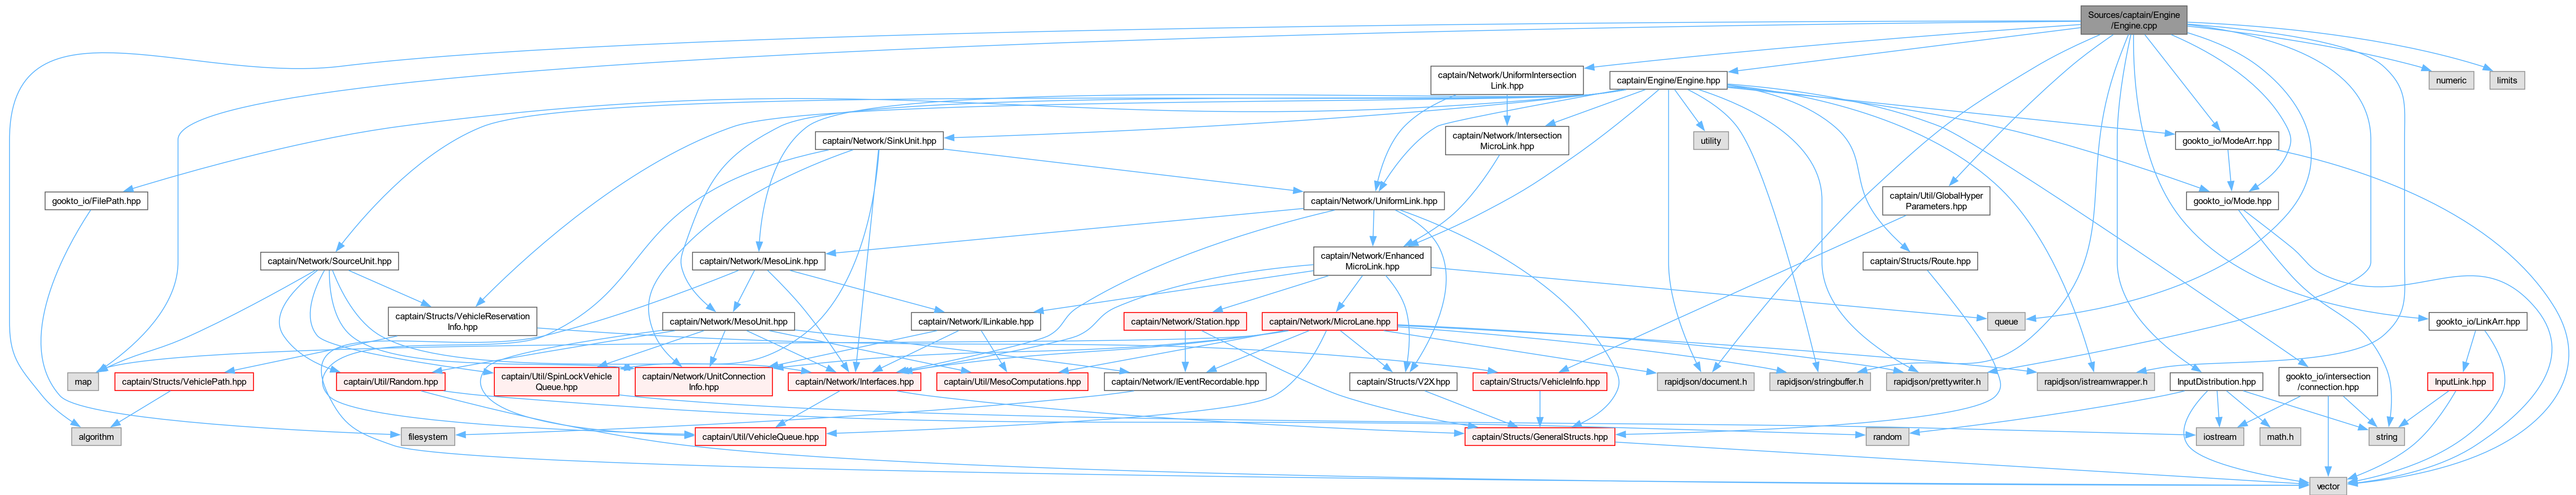 Sources/captain/Engine
/Engine.cpp
captain/Network/UniformIntersection
Link.hpp
captain/Engine/Engine.hpp
numeric
limits
captain/Network/SinkUnit.hpp
captain/Network/Intersection
MicroLink.hpp
utility
gookto_io/ModeArr.hpp
gookto_io/FilePath.hpp
captain/Network/UniformLink.hpp
captain/Util/GlobalHyper
Parameters.hpp
gookto_io/Mode.hpp
captain/Network/SourceUnit.hpp
captain/Network/MesoLink.hpp
captain/Network/Enhanced
MicroLink.hpp
captain/Structs/Route.hpp
captain/Structs/VehicleReservation
Info.hpp
captain/Network/MesoUnit.hpp
captain/Network/ILinkable.hpp
captain/Network/Station.hpp
captain/Network/MicroLane.hpp
queue
gookto_io/LinkArr.hpp
map
captain/Structs/VehiclePath.hpp
captain/Util/Random.hpp
captain/Util/SpinLockVehicle
Queue.hpp
captain/Network/UnitConnection
Info.hpp
captain/Network/Interfaces.hpp
captain/Util/MesoComputations.hpp
captain/Network/IEventRecordable.hpp
captain/Structs/V2X.hpp
captain/Structs/VehicleInfo.hpp
rapidjson/document.h
rapidjson/stringbuffer.h
rapidjson/prettywriter.h
rapidjson/istreamwrapper.h
InputDistribution.hpp
gookto_io/intersection
/connection.hpp
InputLink.hpp
algorithm
filesystem
captain/Util/VehicleQueue.hpp
captain/Structs/GeneralStructs.hpp
random
iostream
math.h
string
vector